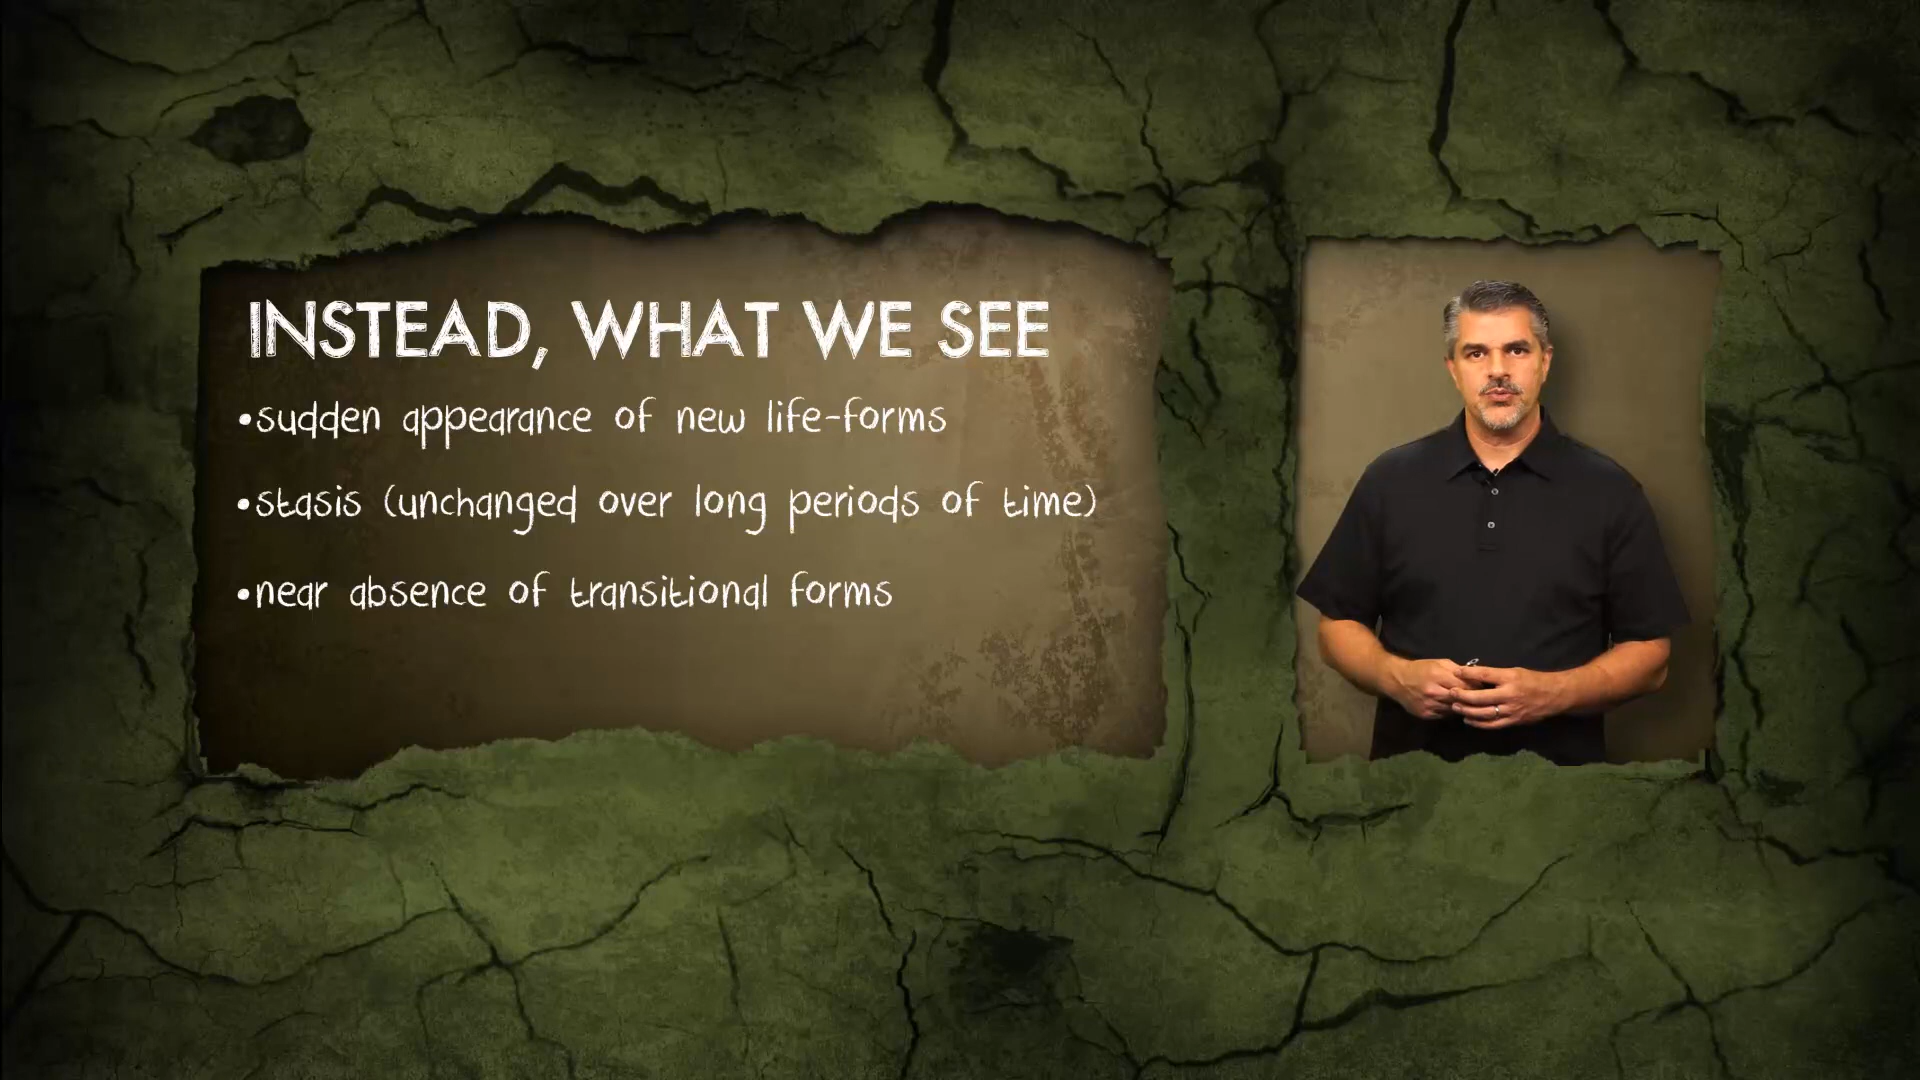 INSTEAD, WHAT WE SEE
•sudden appearance of new life-forms
•stasis (unchanged over long periods of time)
•near absence of transitional forms